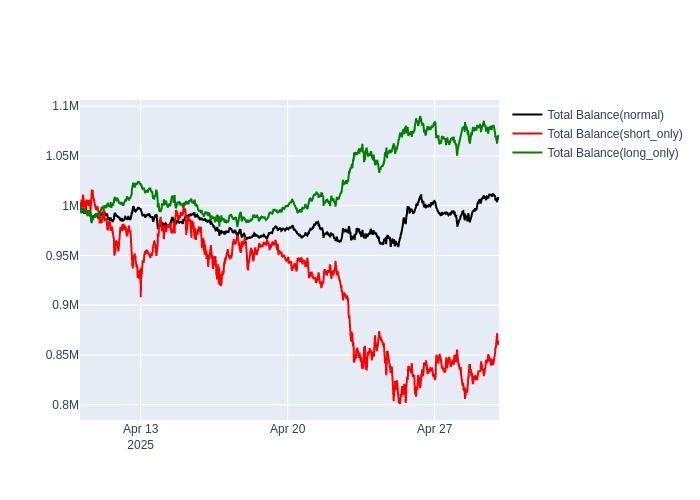 1.1M
1.05M
1M
0.95M
0.9M
0.85M
0.8M
Apr 13
2025
Apr 20
Apr 27
Total Balance(normal)
Total Balance(short_only)
Total Balance(long_only)